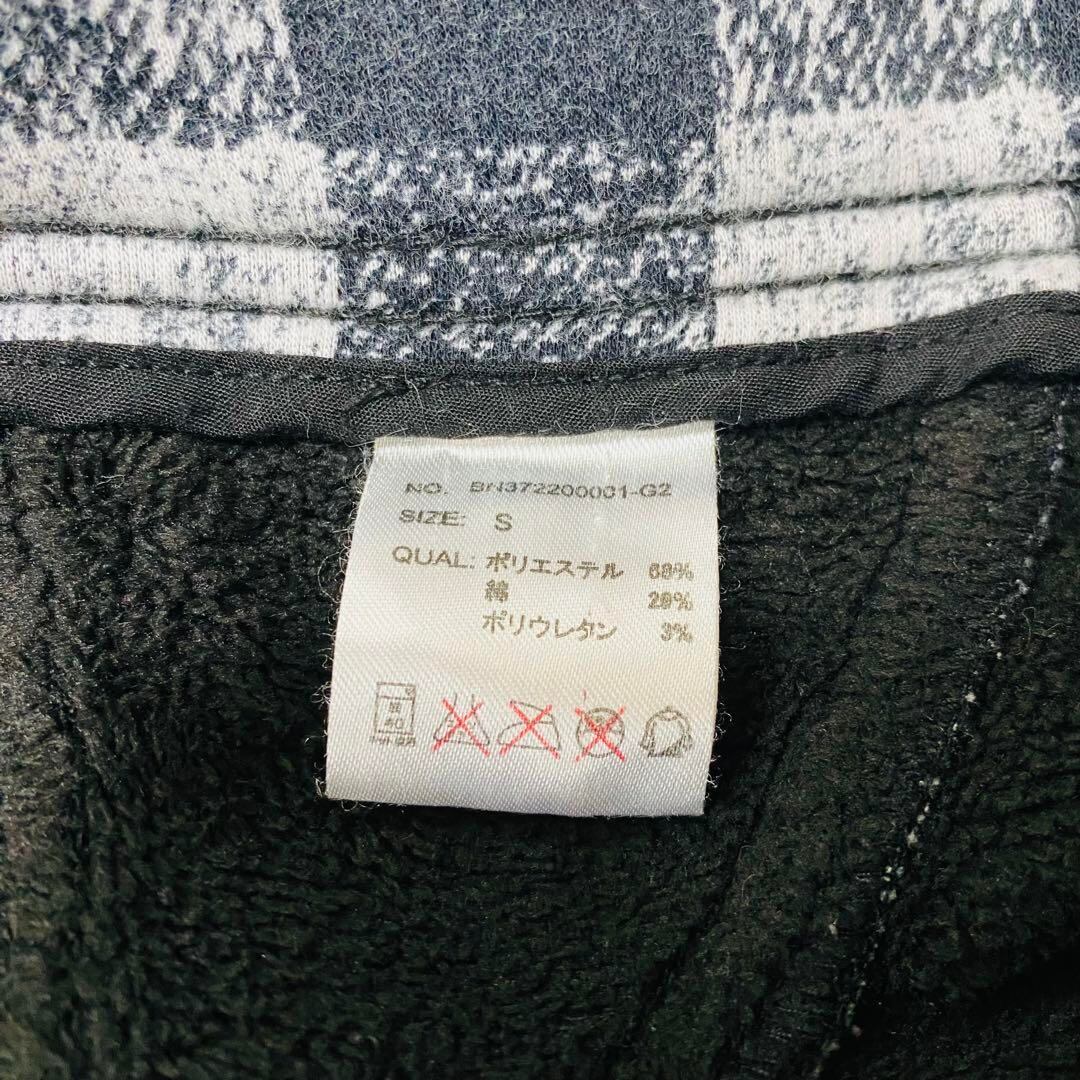 NO. BN372200001-G2
SIZE: S
QUAL: ポリエステル 68%
綿 29%
ポリウレタン 3%
40